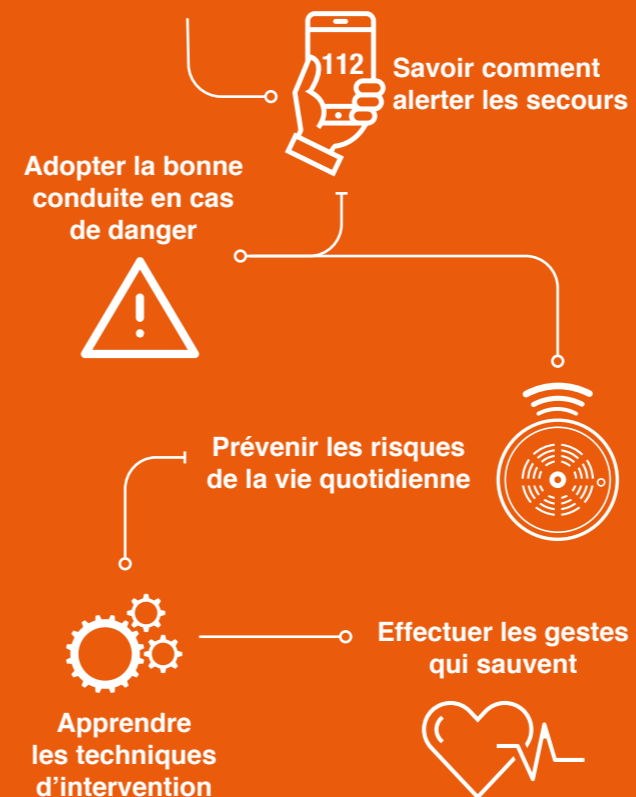 112
Savoir comment
alerter les secours
Adopter la bonne
conduite en cas
de danger
Prévenir les risques
de la vie quotidienne
Effectuer les gestes
qui sauvent
Apprendre
les techniques
d’intervention